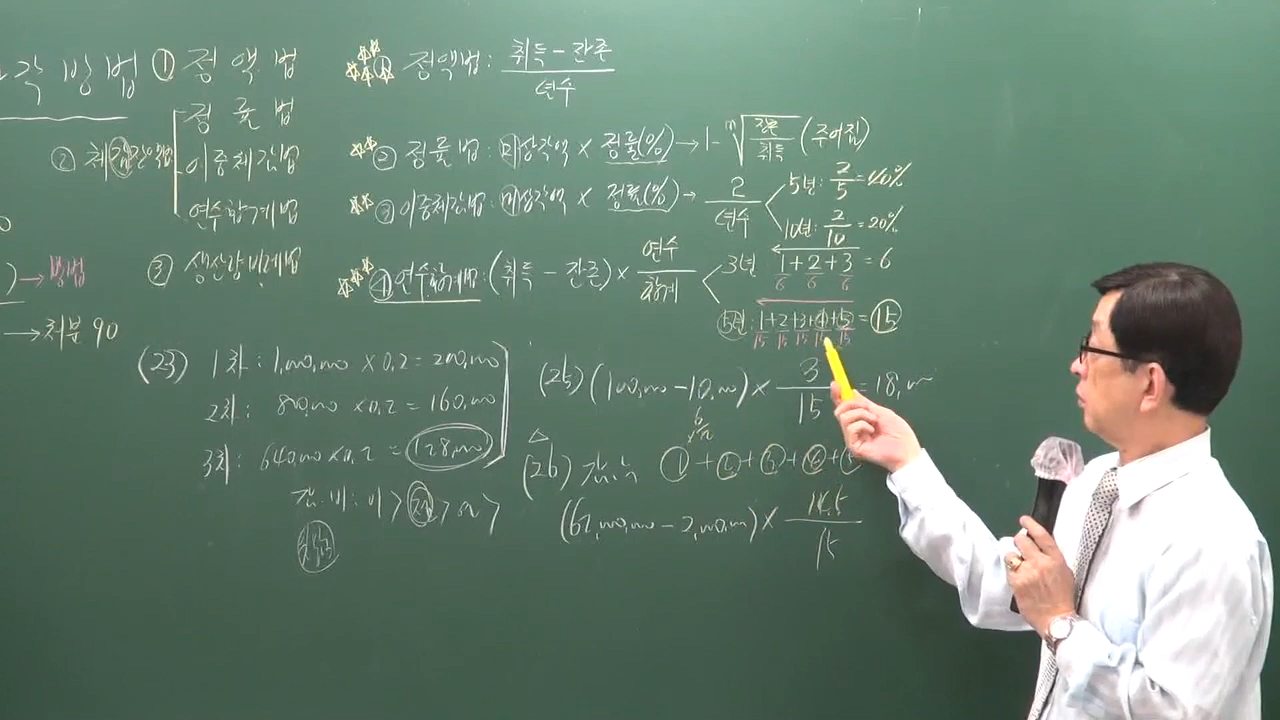 각 방법 ① 정액법
정률법
② 체감잔액법
이중체감법
연수합계법
③ 생산량비례법
→ 방법
→ 처분 90
① 정액법: 취득-잔존 / 년수
② 정률법: 미상각액 × 정률(%) → 1- ⁿ√잔존/취득 (주어짐)
③ 이중체감법: 미상각액 × 정률(%) → 2/년수
5년: 2/5=40%
10년: 2/10=20%
④ 연수합계법: (취득 - 잔존) × 연수/합계
3년 1+2+3 = 6
6 6 6
5년: 1+2+3+4+5 = 15
15 15 15 15 15
(23) 1차: 1,000,000 × 0.2 = 200,000
2차: 800,000 × 0.2 = 160,000
3차: 640,000 × 0.2 = 128,000
(25) (100,000 - 10,000) × 3/15 = 18,000
6/12
(26) ① + ② + ③ + ④ +
(62,000,000 - 2,000,000) × /15